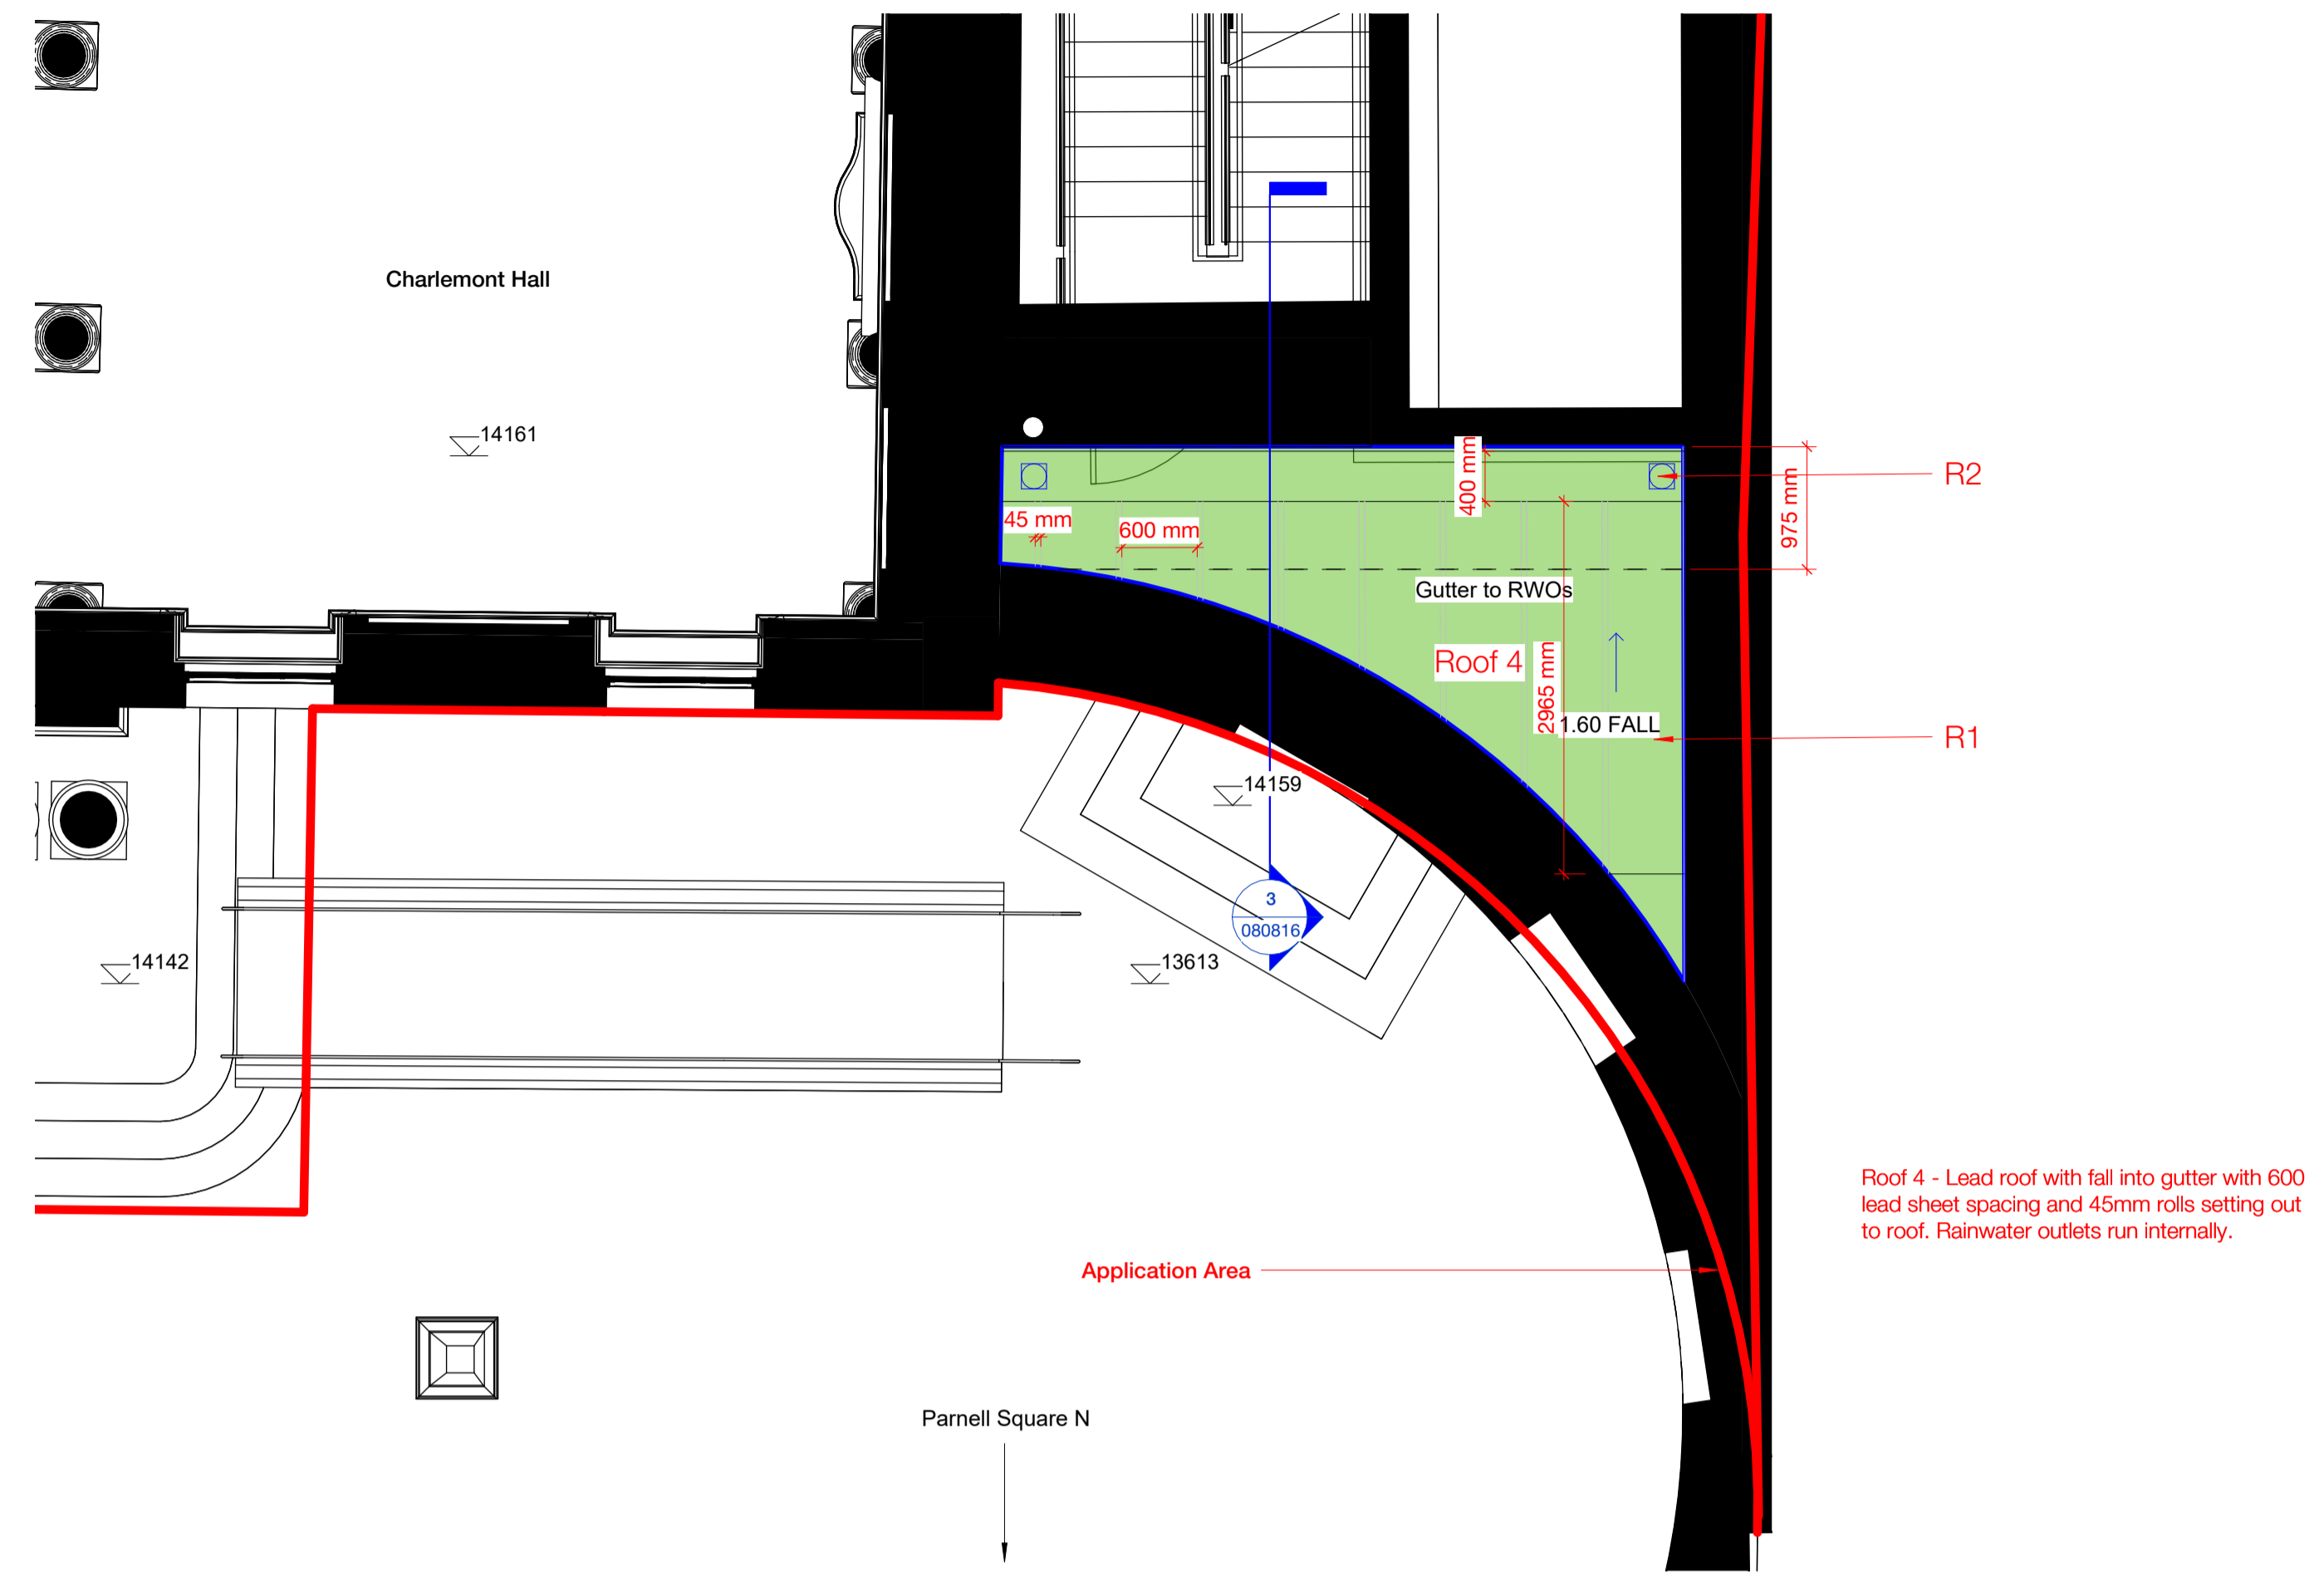 Charlemont Hall
14161
400 mm
R2
975 mm
45 mm
600 mm
Gutter to RWOs
Roof 4
2965 mm
1.60 FALL
R1
14159
3
080816
14142
13613
Roof 4 - Lead roof with fall into gutter with 600
lead sheet spacing and 45mm rolls setting out
to roof. Rainwater outlets run internally.
Application Area
Parnell Square N